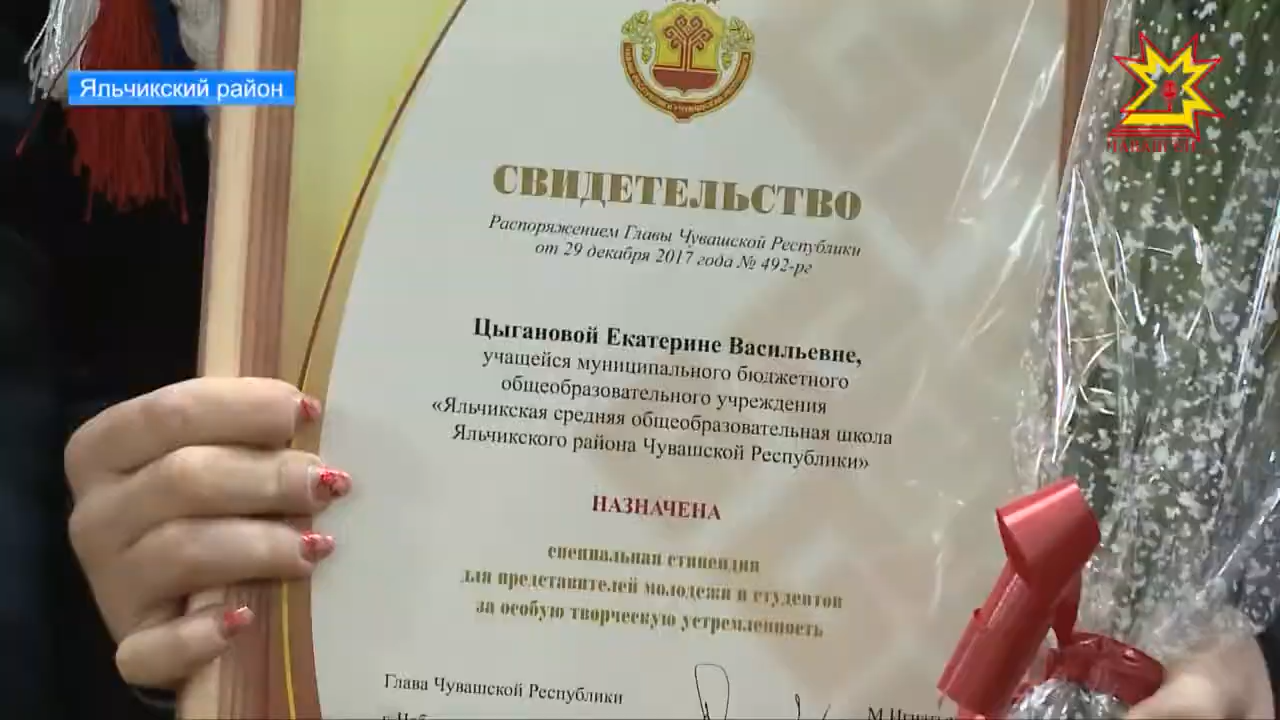 Яльчикский район
СВИДЕТЕЛЬСТВО
Распоряжением Главы Чувашской Республики
от 29 декабря 2017 года № 492-рг
Цыгановой Екатерине Васильевне,
учащейся муниципального бюджетного
общеобразовательного учреждения
«Яльчикская средняя общеобразовательная школа
Яльчикского района Чувашской Республики»
НАЗНАЧЕНА
специальная стипендия
для представителей молодежи и студентов
за особую творческую устремленность
Глава Чувашской Республики